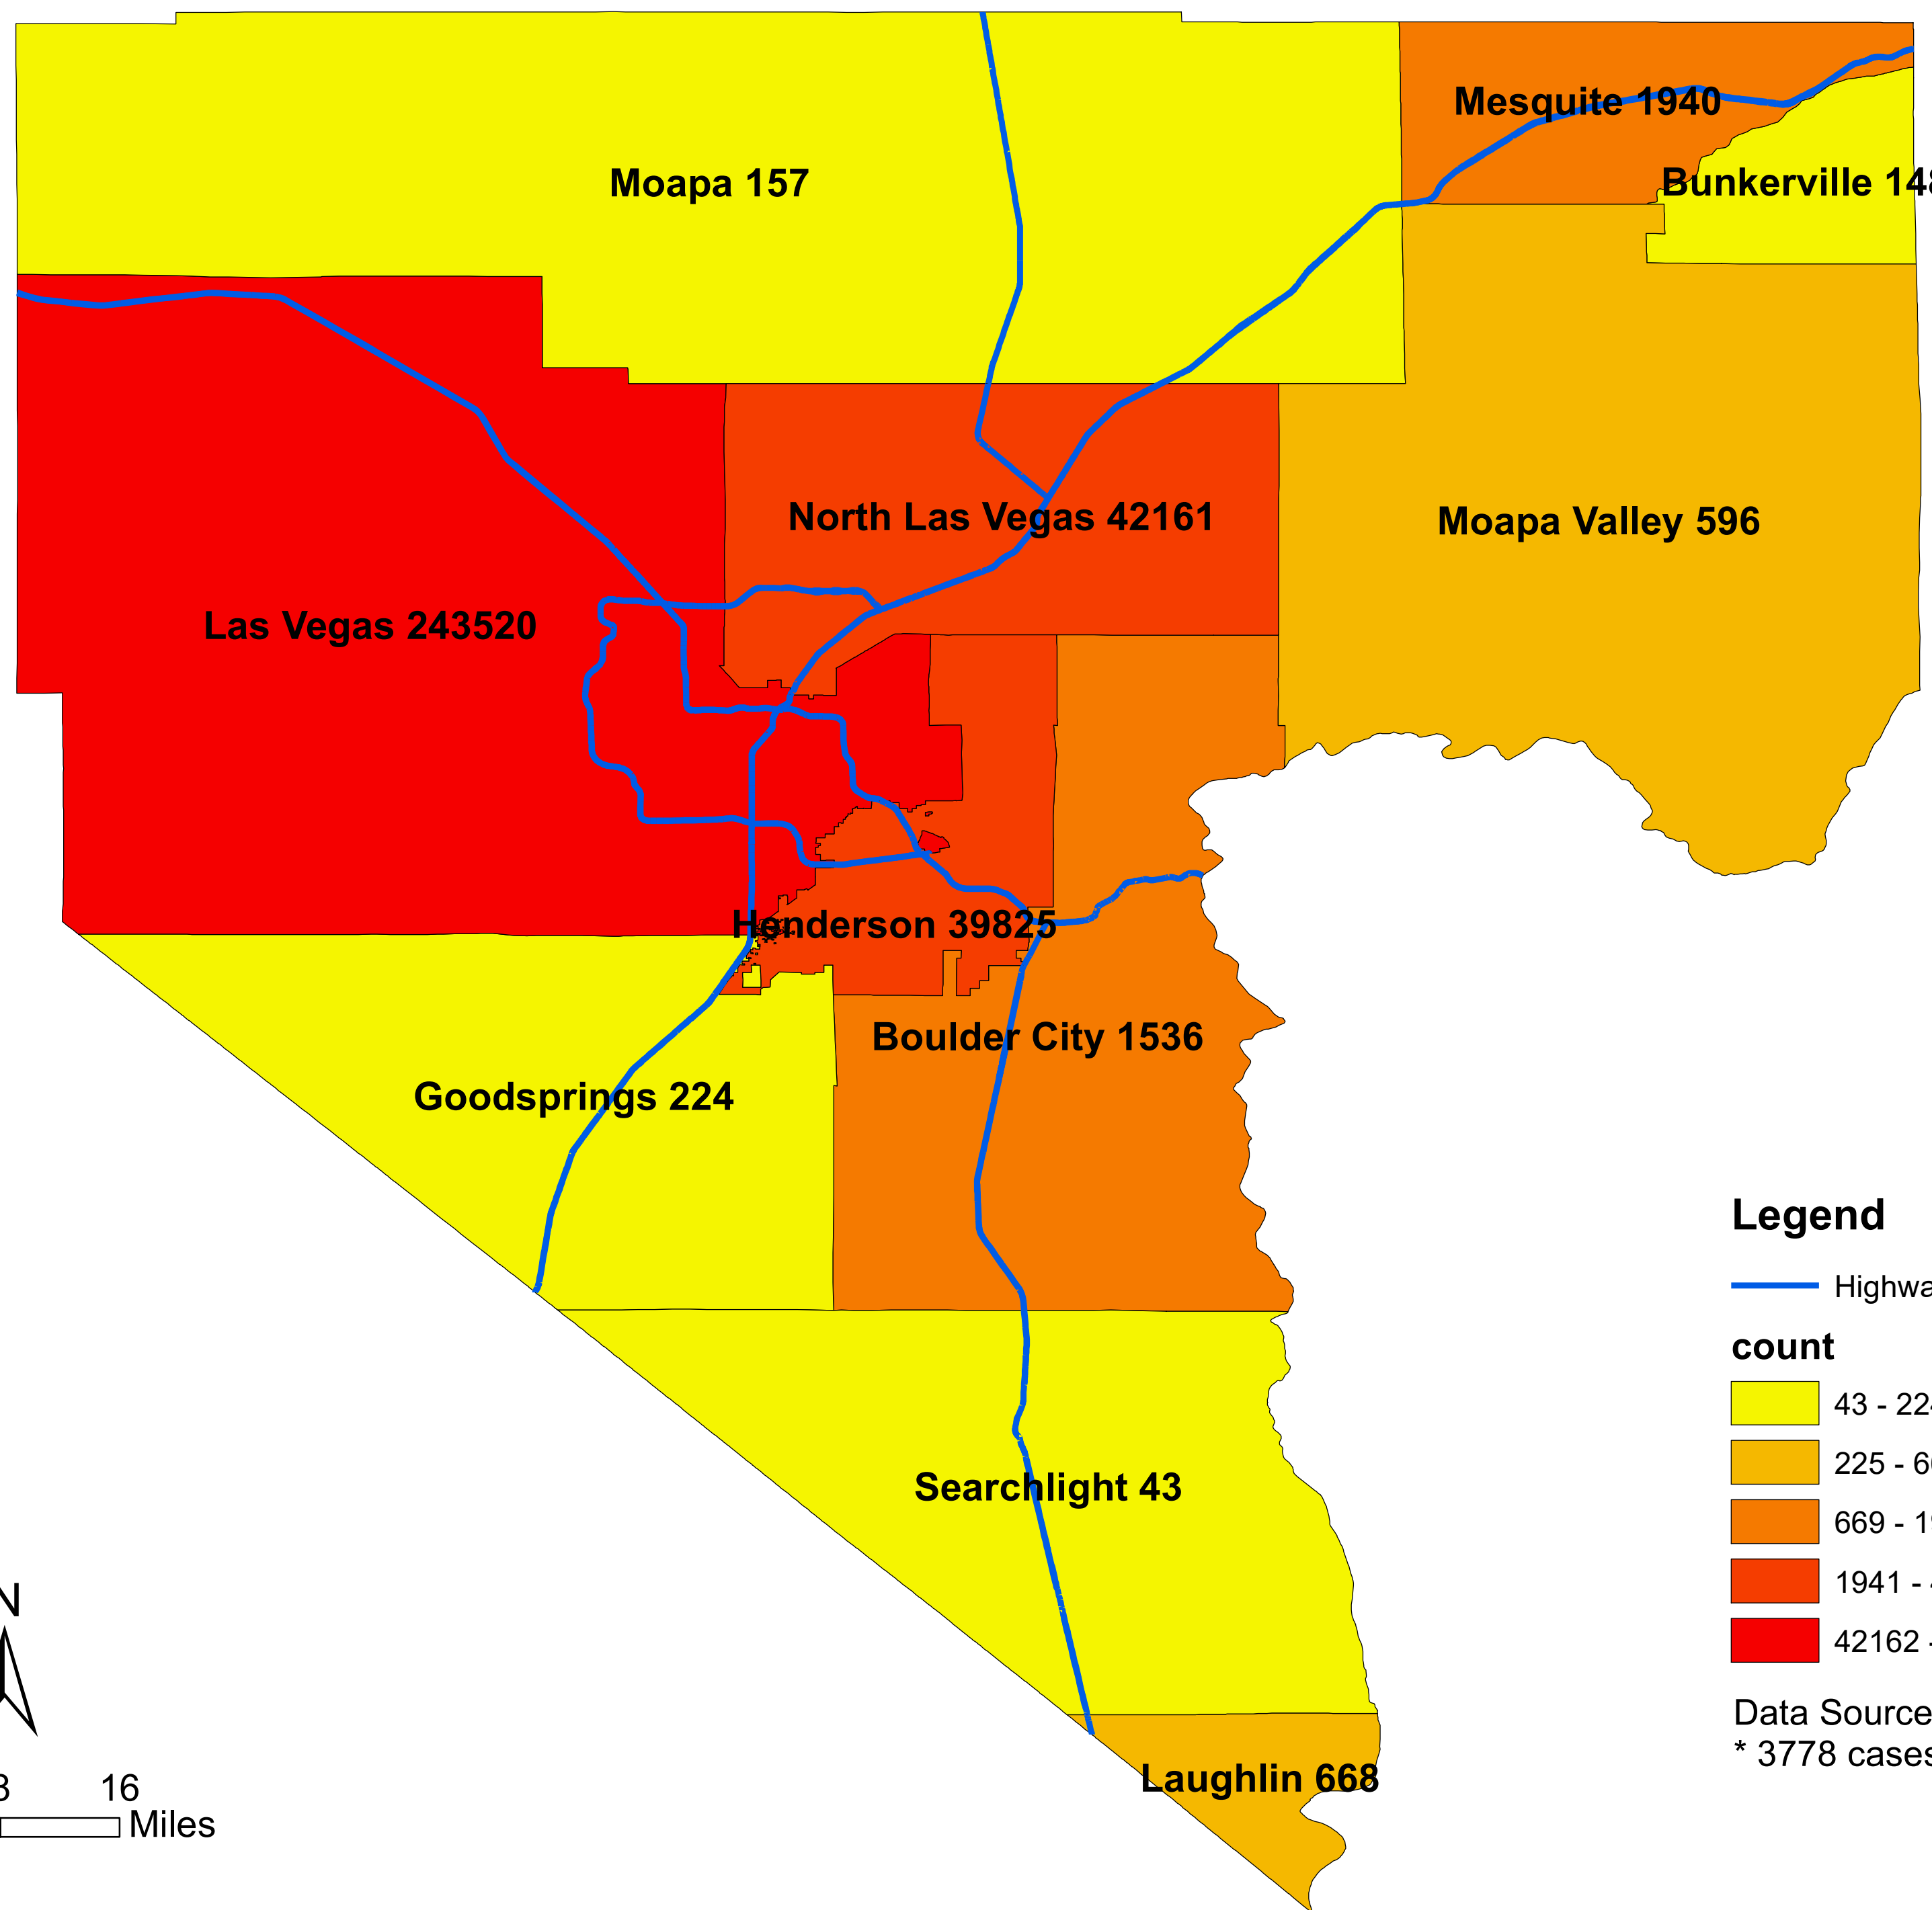 Mesquite 1940
Moapa 157
Bunkerville 148
North Las Vegas 42161
Moapa Valley 596
Las Vegas 243520
Henderson 39825
Boulder City 1536
Goodsprings 224
Legend
count
43 - 224
Searchlight 43
669 -
1941 -
N
42162 -
Data Source
* 3778 cases
Laughlin 668
16
Miles